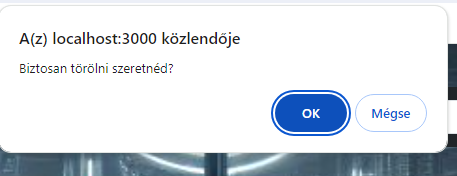 A(z) localhost:3000 közlendője
Biztosan törölni szeretnéd?
OK
Mégse